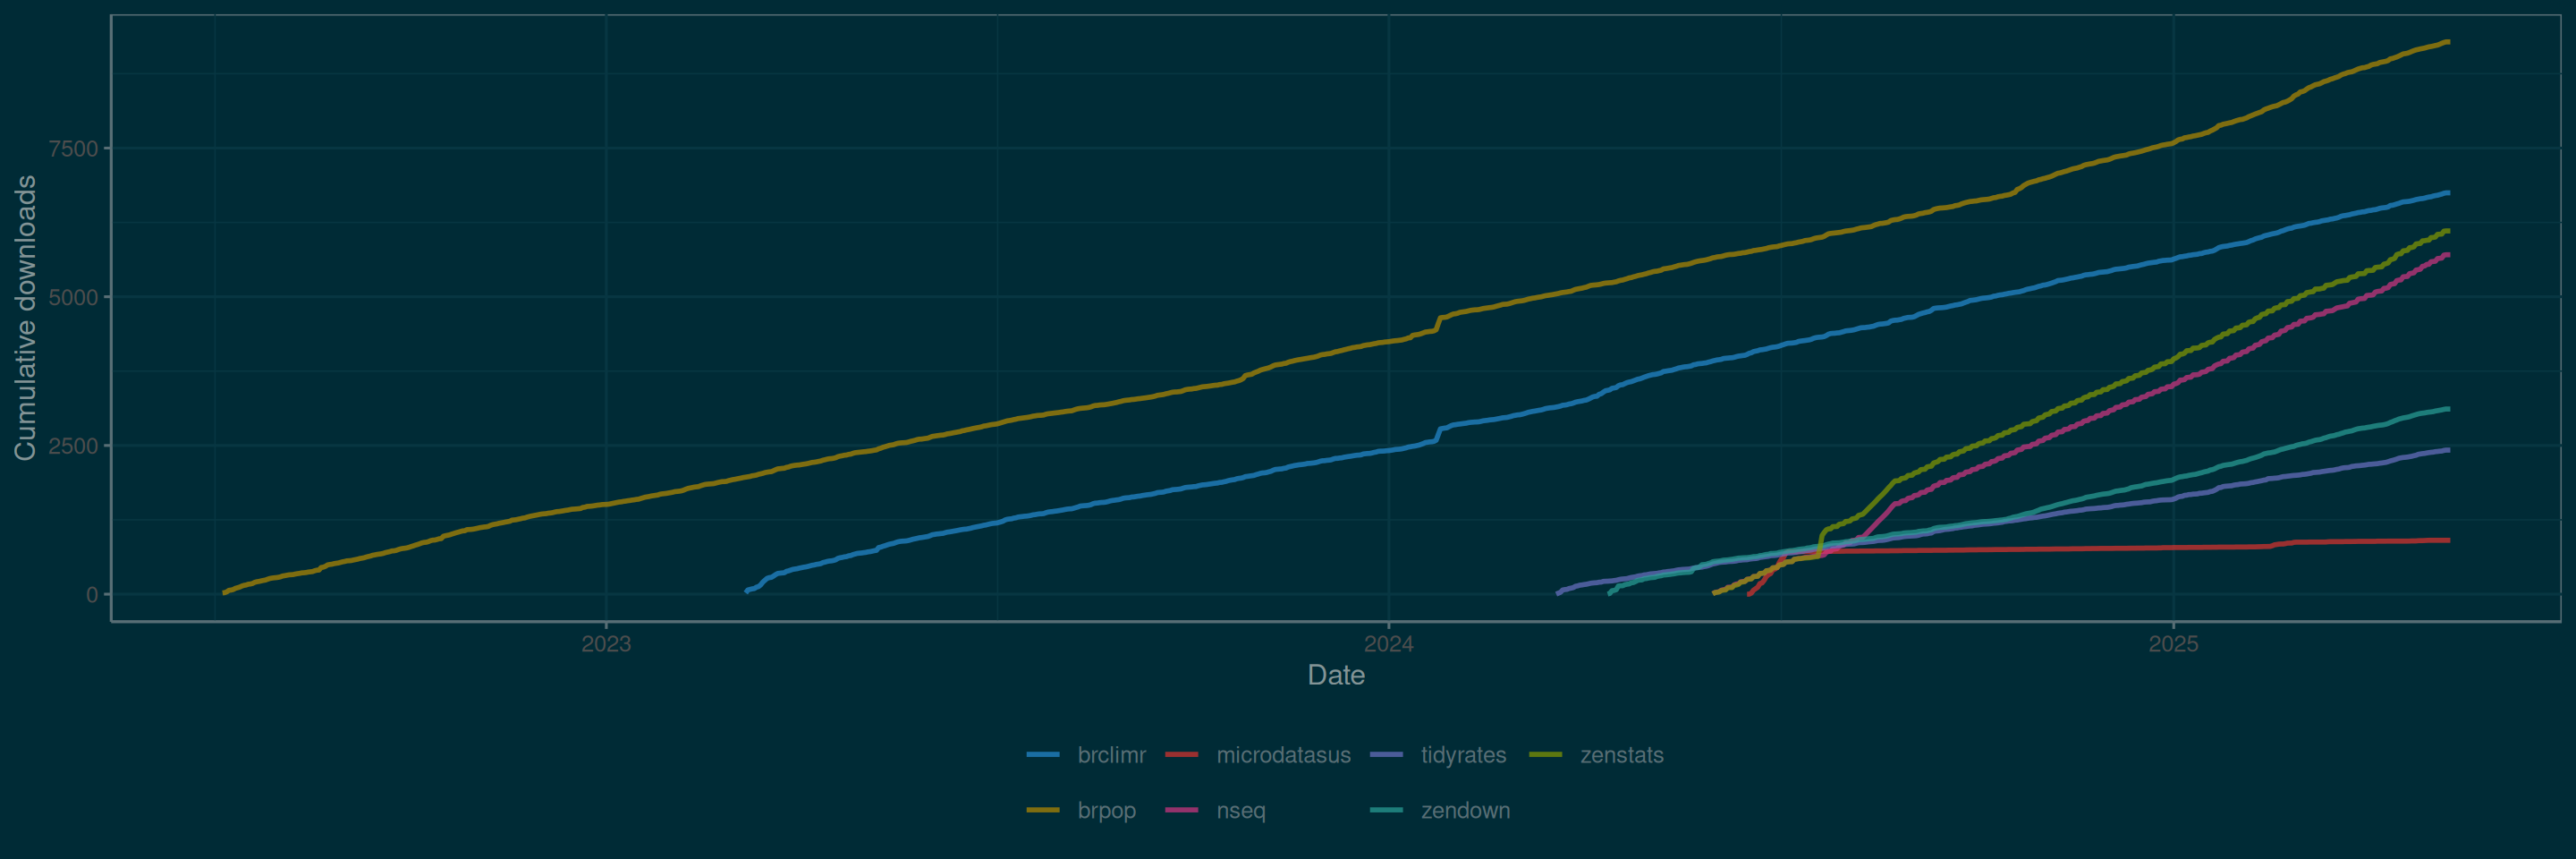 Cumulative downloads
7500
5000
2500
0
2023 2024 2025
Date
brclimr microdatasus tidyrates zenstats
brpop nseq zendown